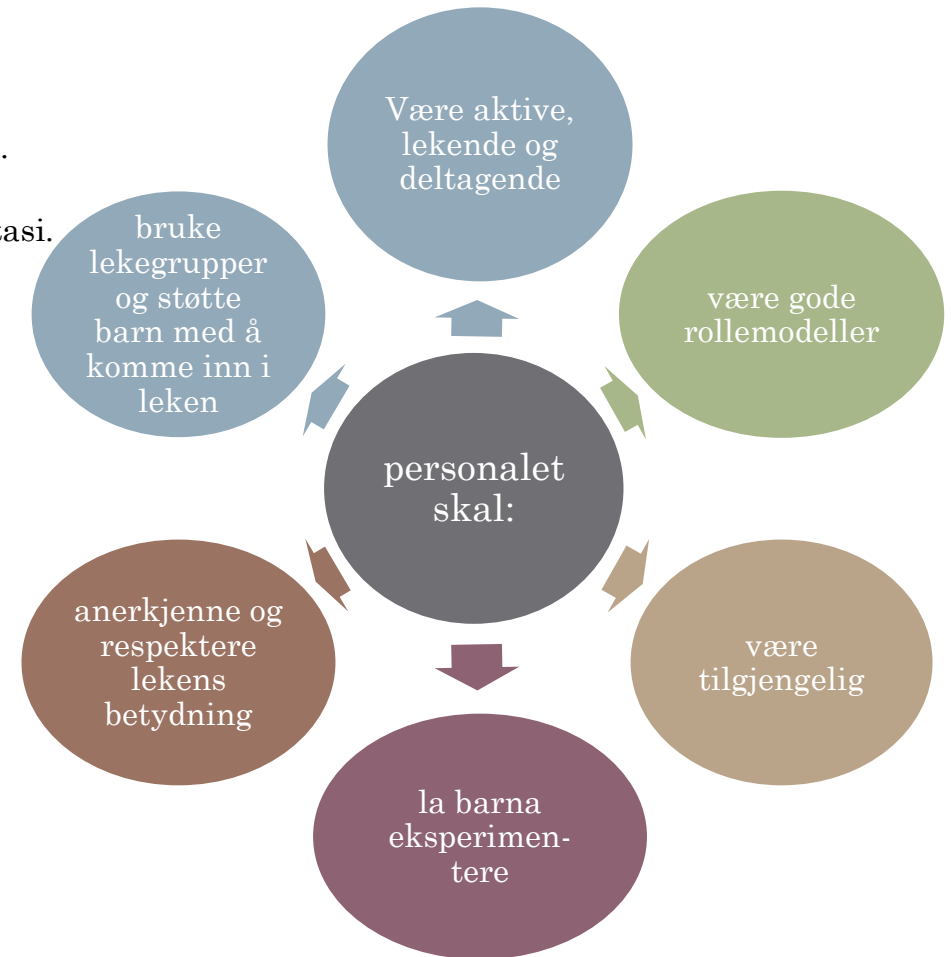 .
tasi.
Være aktive,
lekende og
deltagende
være gode
rollemodeller
være
tilgjengelig
la barna
eksperimen-
tere
anerkjenne og
respektere
lekens
betydning
bruke
lekegrupper
og støtte
barn med å
komme inn i
leken
personalet
skal: